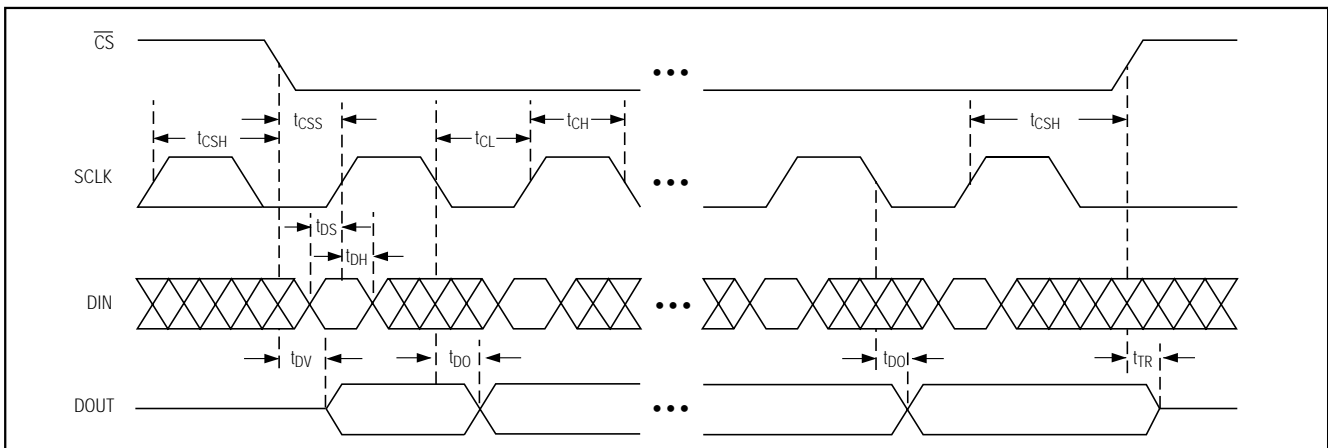 CS
tCSS
tCL
tCH
tCSH
tCSH
SCLK
tDS
tDH
DIN
tDV
tDO
tDO
tTR
DOUT